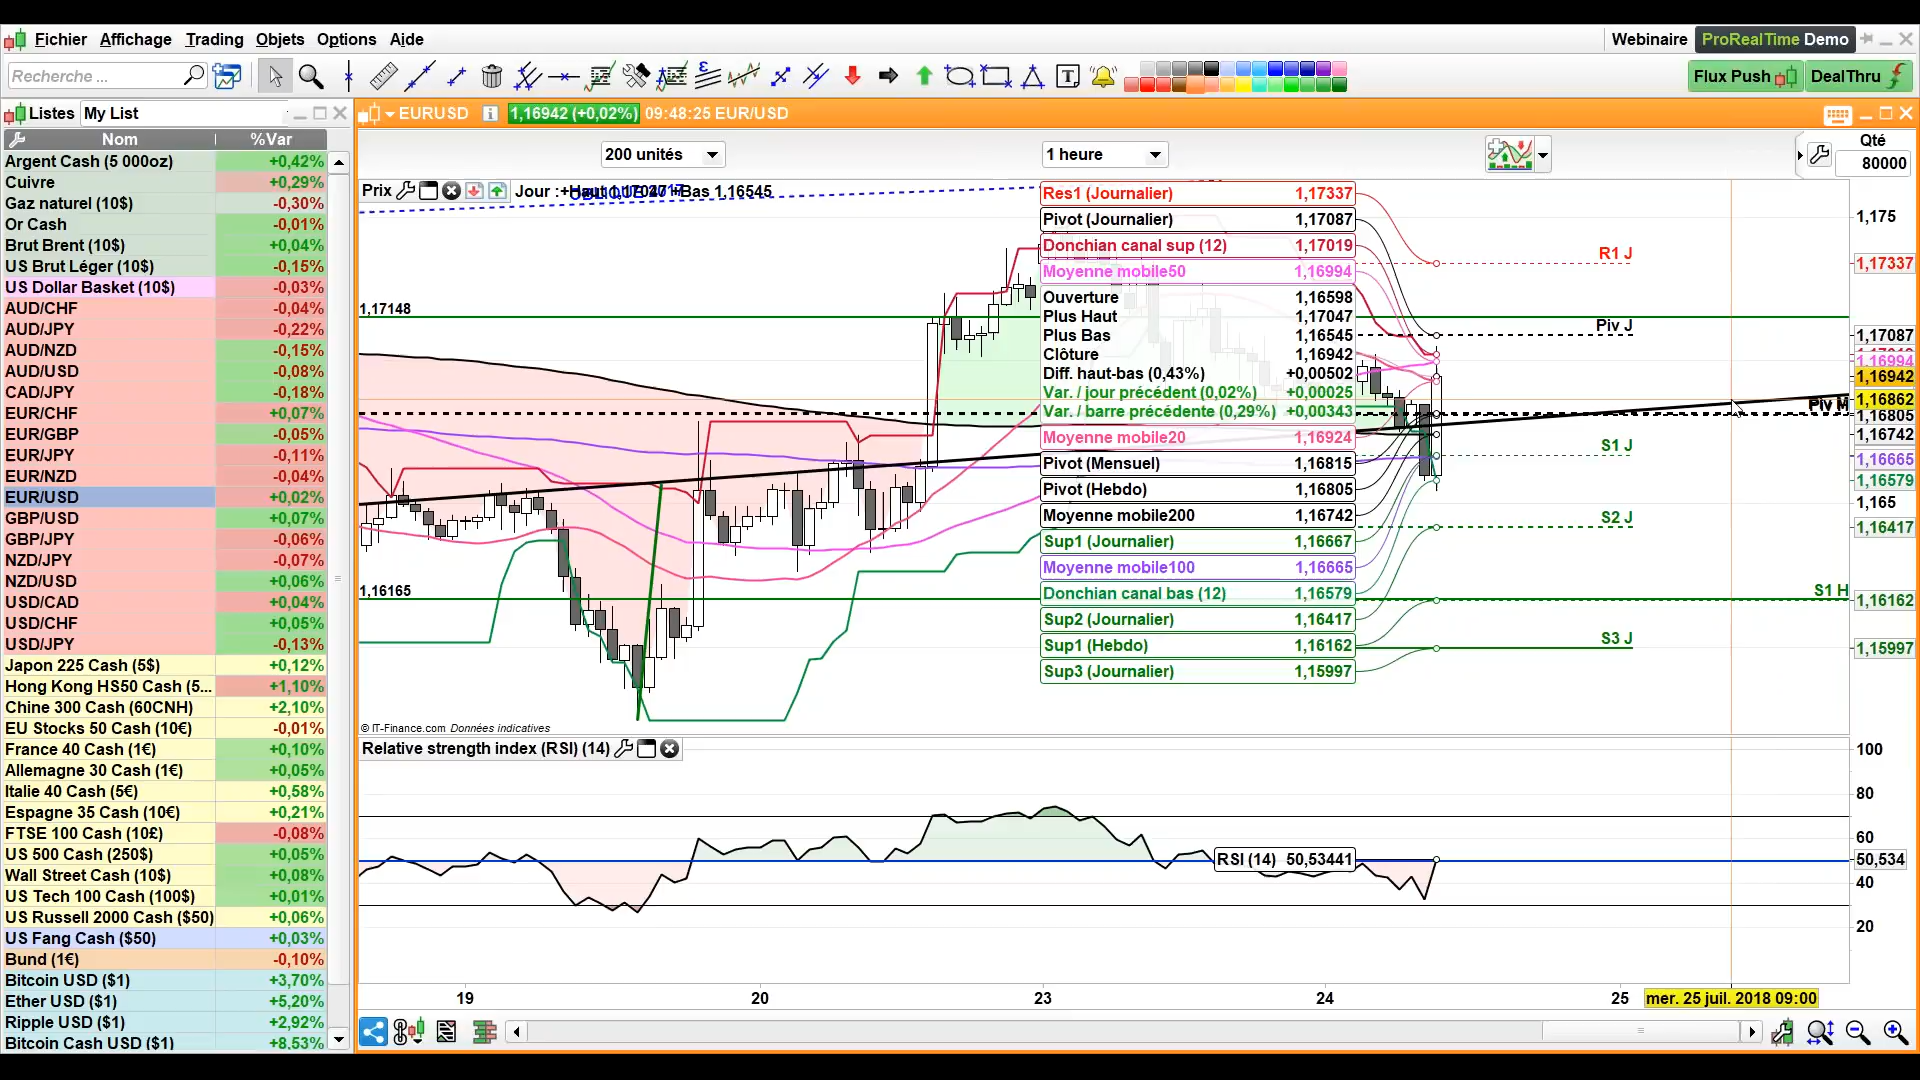 Fichier Affichage Trading Objets Options Aide
Webinaire ProRealTime Demo
Recherche ...
Flux Push DealThru
Listes My List
EURUSD 1,16942 (+0,02%) 09:48:25 EUR/USD
Nom %Var
Argent Cash (5 000oz) +0,42%
Cuivre +0,29%
Gaz naturel (10$) -0,30%
Or Cash -0,01%
Brut Brent (10$) +0,04%
US Brut Léger (10$) -0,15%
US Dollar Basket (10$) -0,03%
AUD/CHF -0,04%
AUD/JPY -0,22%
AUD/NZD -0,15%
AUD/USD -0,08%
CAD/JPY -0,18%
EUR/CHF +0,07%
EUR/GBP -0,05%
EUR/JPY -0,11%
EUR/NZD -0,04%
EUR/USD +0,02%
GBP/USD +0,07%
GBP/JPY -0,06%
NZD/JPY -0,07%
NZD/USD +0,06%
USD/CAD +0,04%
USD/CHF +0,05%
USD/JPY -0,13%
Japon 225 Cash (5$) +0,12%
Hong Kong HS50 Cash (5... +1,10%
Chine 300 Cash (60CNH) +2,10%
EU Stocks 50 Cash (10€) -0,01%
France 40 Cash (1€) +0,10%
Allemagne 30 Cash (1€) +0,05%
Italie 40 Cash (5€) +0,58%
Espagne 35 Cash (10€) +0,21%
FTSE 100 Cash (10£) -0,08%
US 500 Cash (250$) +0,05%
Wall Street Cash (10$) +0,08%
US Tech 100 Cash (100$) +0,01%
US Russell 2000 Cash ($50) +0,06%
US Fang Cash ($50) +0,03%
Bund (1€) -0,10%
Bitcoin USD ($1) +3,70%
Ether USD ($1) +5,20%
Ripple USD ($1) +2,92%
Bitcoin Cash USD ($1) +8,53%
200 unités
1 heure
Qté
80000
Prix
Jour : +Haut 1,17047 +Bas 1,16545
Res1 (Journalier) 1,17337
Pivot (Journalier) 1,17087
Donchian canal sup (12) 1,17019
Moyenne mobile50 1,16994
Ouverture 1,16598
Plus Haut 1,17047
Plus Bas 1,16545
Clôture 1,16942
Diff. haut-bas (0,43%) +0,00502
Var. / jour précédent (0,02%) +0,00025
Var. / barre précédente (0,29%) +0,00343
Moyenne mobile20 1,16924
Pivot (Mensuel) 1,16815
Pivot (Hebdo) 1,16805
Moyenne mobile200 1,16742
Sup1 (Journalier) 1,16667
Moyenne mobile100 1,16665
Donchian canal bas (12) 1,16579
Sup2 (Journalier) 1,16417
Sup1 (Hebdo) 1,16162
Sup3 (Journalier) 1,15997
1,17148
1,16165
R1 J
Piv J
Piv M
S1 J
S2 J
S1 H
S3 J
1,175
1,17337
1,17087
1,16994
1,16942
1,16862
1,16805
1,16742
1,16665
1,16579
1,165
1,16417
1,16162
1,15997
© IT-Finance.com Données indicatives
Relative strength index (RSI) (14)
RSI (14) 50,53441
100
80
60
50,534
40
20
19 20 23 24 25 mer. 25 juil. 2018 09:00